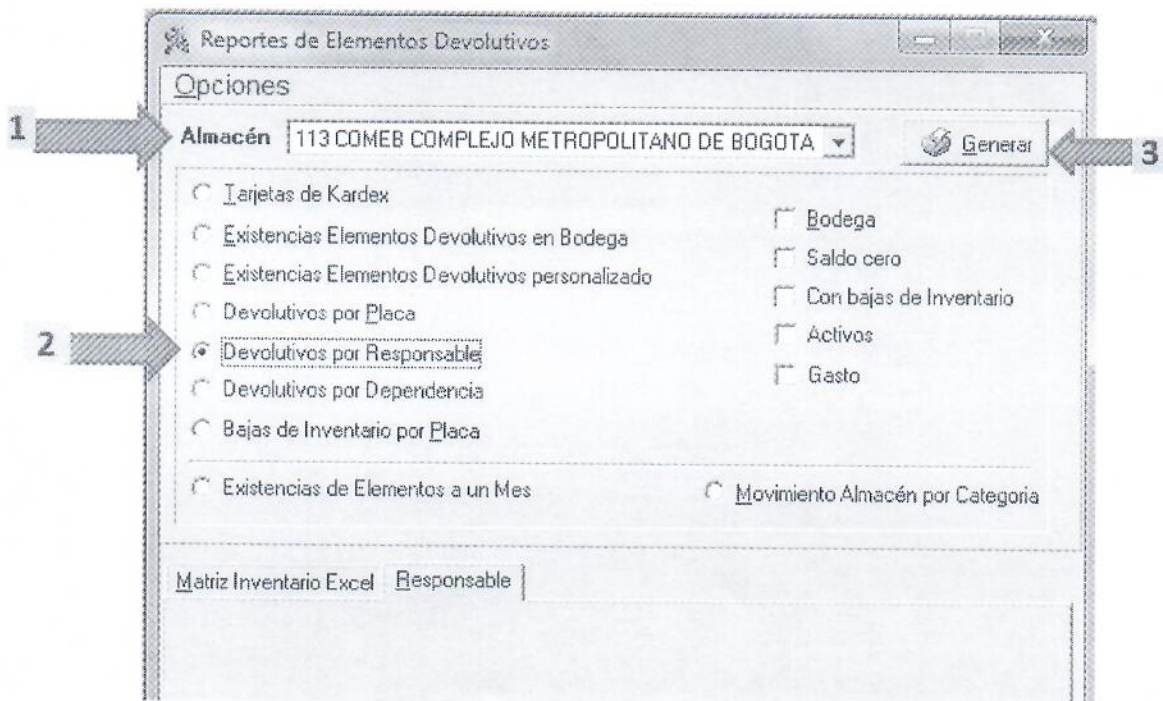 Reportes de Elementos Devolutivos
Opciones
1
Almacén 113 COMEB COMPLEJO METROPOLITANO DE BOGOTA Generar
3
Tarjetas de Kardex
Existencias Elementos Devolutivos en Bodega
Existencias Elementos Devolutivos personalizado
Devolutivos por Placa
2
Devolutivos por Responsable
Devolutivos por Dependencia
Bajas de Inventario por Placa
Bodega
Saldo cero
Con bajas de Inventario
Activos
Gasto
Existencias de Elementos a un Mes
Movimiento Almacén por Categoria
Matriz Inventario Excel Responsable